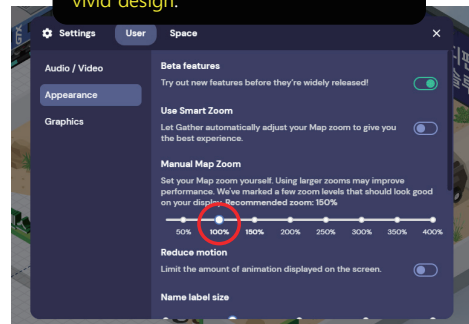 vivid design.
Settings
User
Space
Audio / Video
Appearance
Graphics
Beta features
Try out new features before they're widely released!
Use Smart Zoom
Let Gather automatically adjust your Map zoom to give you
the best experience.
Manual Map Zoom
Set your Map zoom yourself. Using larger zooms may improve
performance. We've marked a few zoom levels that should look good
on your display. Recommended zoom: 150%
50% 100% 150% 200% 250% 300% 350% 400%
Reduce motion
Limit the amount of animation displayed on the screen.
Name label size